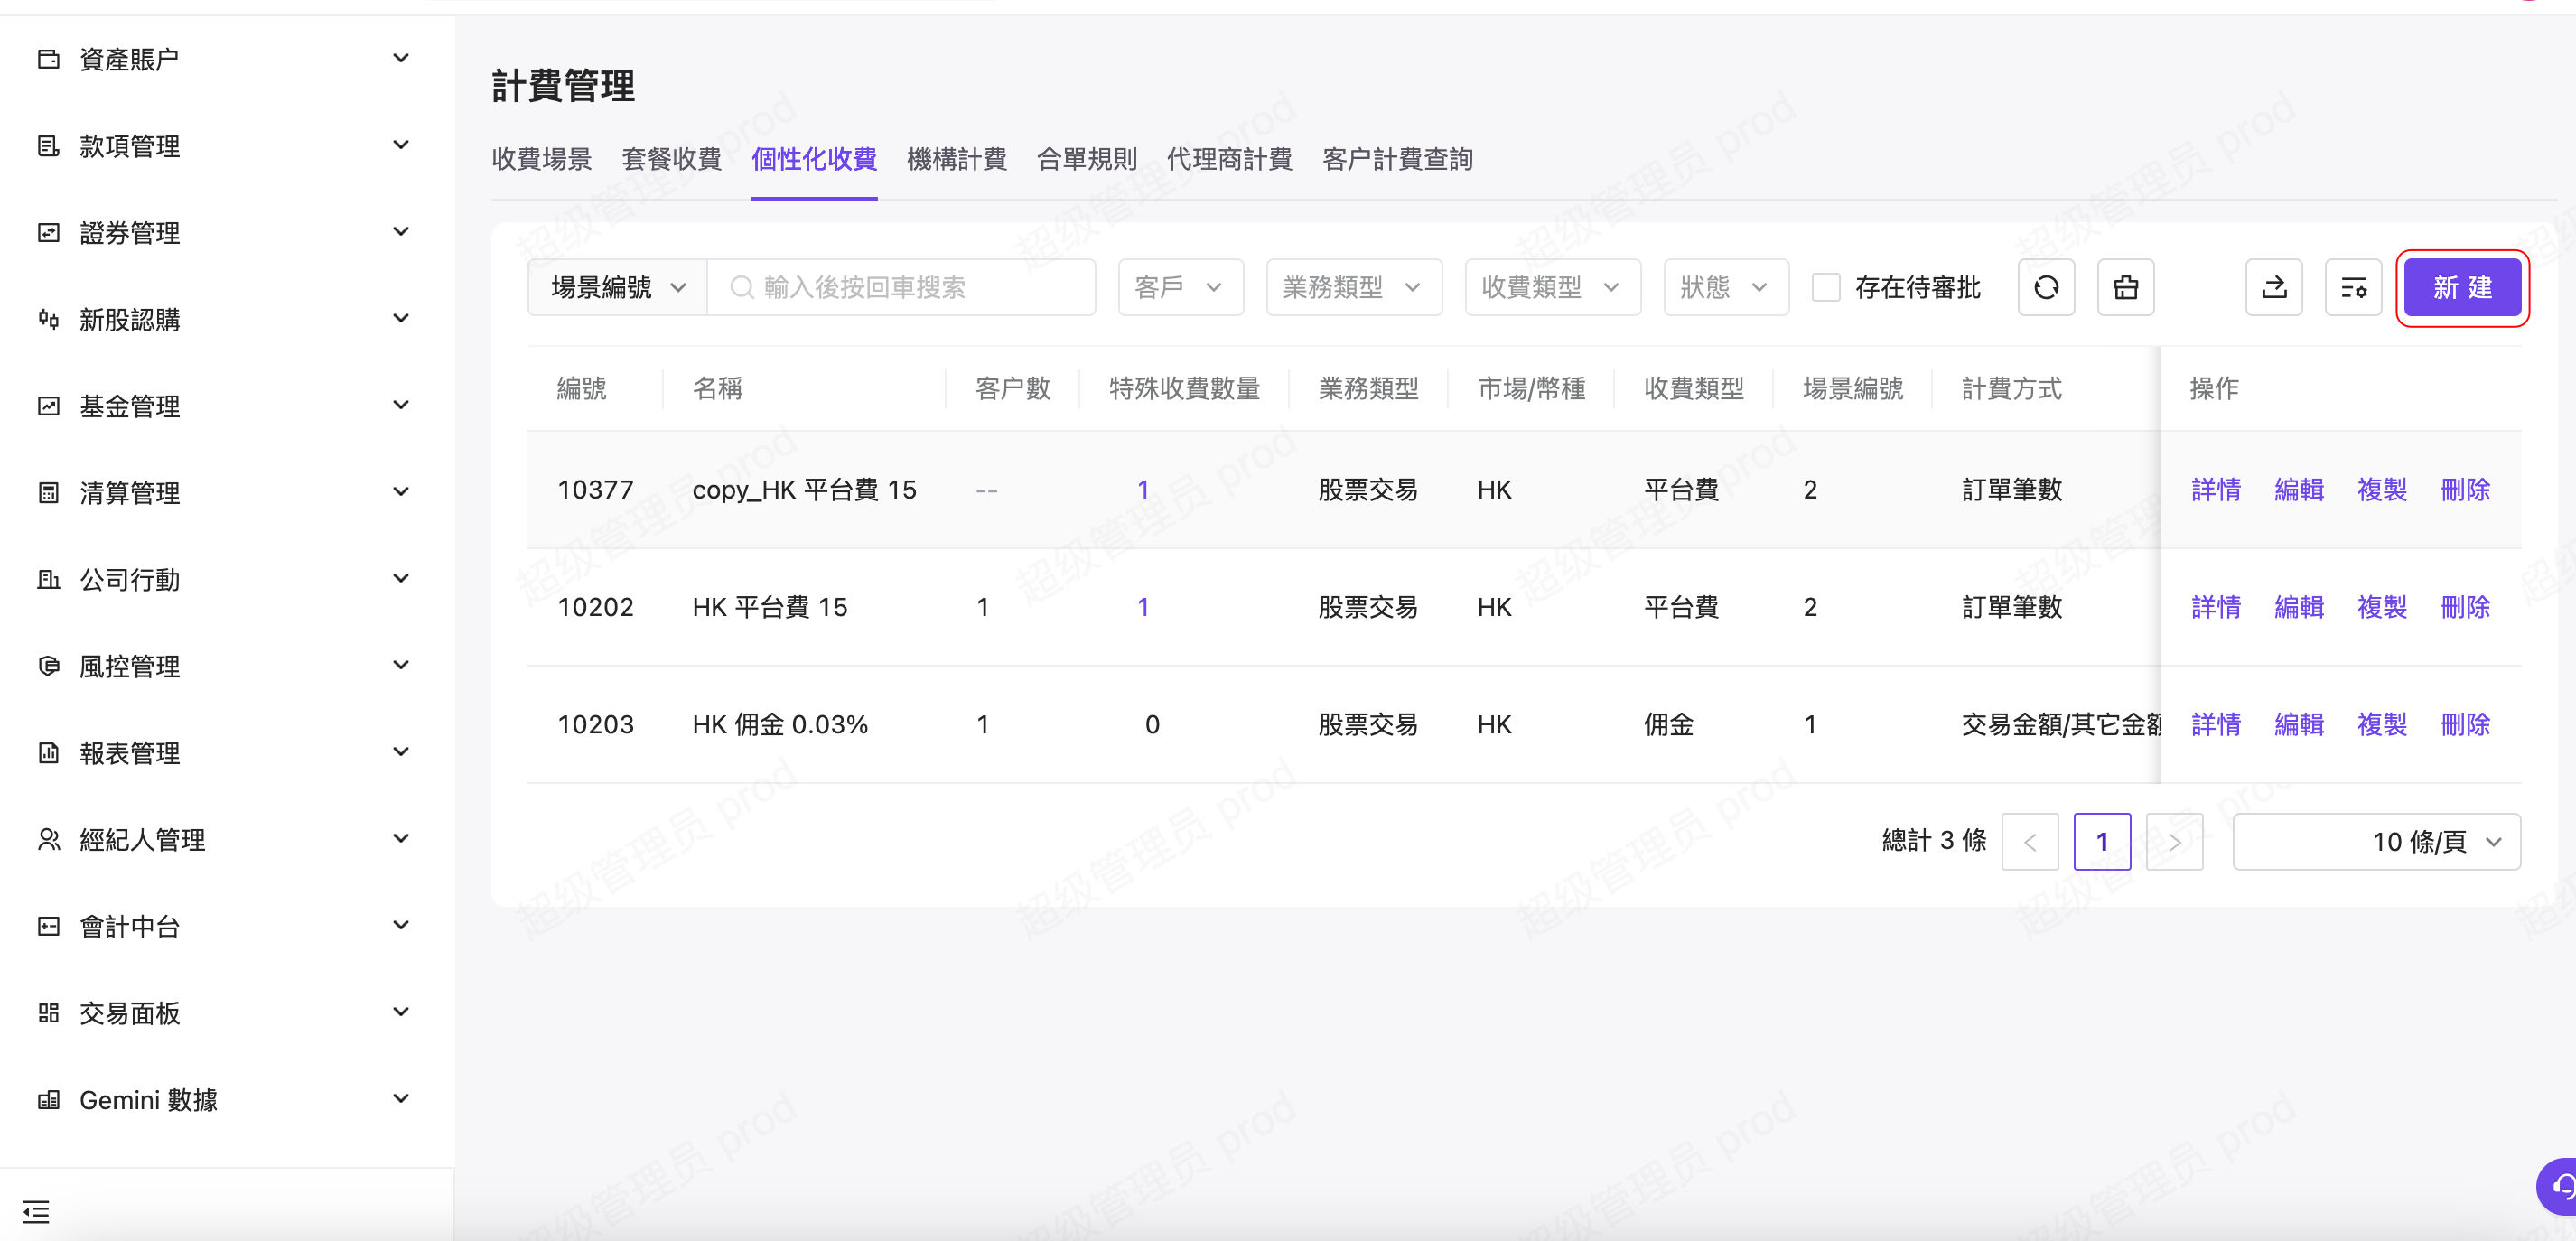 資產賬户
款項管理
證券管理
新股認購
基金管理
清算管理
公司行動
風控管理
報表管理
經紀人管理
會計中台
交易面板
Gemini 數據
計費管理
收費場景 套餐收費 個性化收費 機構計費 合單規則 代理商計費 客户計費查詢
場景編號 輸入後按回車搜索 客戶 業務類型 收費類型 狀態 存在待審批 新 建
編號 名稱 客户數 特殊收費數量 業務類型 市場/幣種 收費類型 場景編號 計費方式 操作
10377 copy_HK 平台費 15 -- 1 股票交易 HK 平台費 2 訂單筆數 詳情 編輯 複製 刪除
10202 HK 平台費 15 1 1 股票交易 HK 平台費 2 訂單筆數 詳情 編輯 複製 刪除
10203 HK 佣金 0.03% 1 0 股票交易 HK 佣金 1 交易金額/其它金額 詳情 編輯 複製 刪除
總計 3 條 < 1 > 10 條/頁
超级管理员 prod